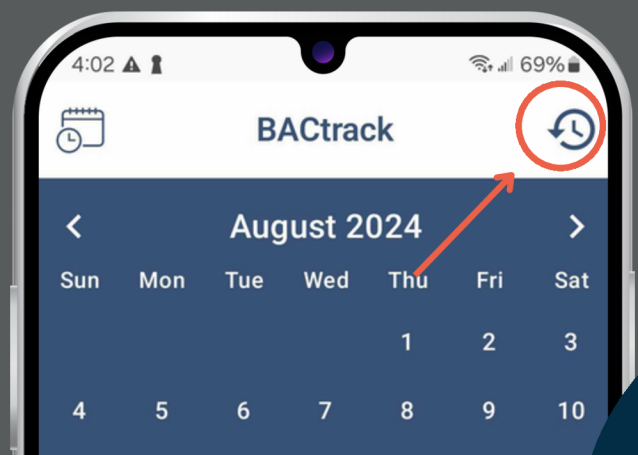 4:02 69%
BACtrack
August 2024
Sun Mon Tue Wed Thu Fri Sat
1 2 3
4 5 6 7 8 9 10